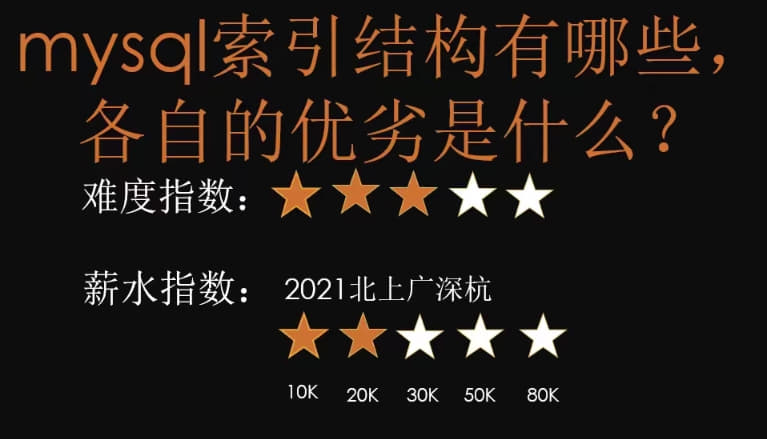 mysql索引结构有哪些，
各自的优劣是什么？
难度指数：
薪水指数： 2021北上广深杭
10K 20K 30K 50K 80K